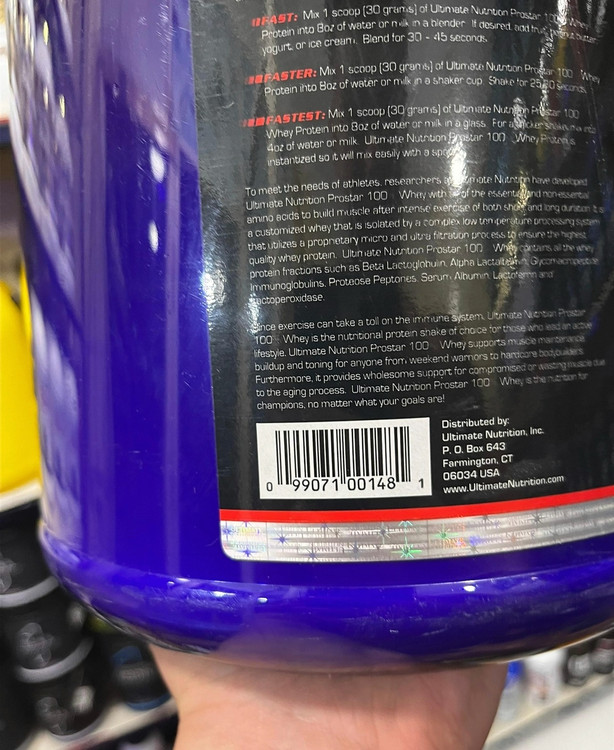 FAST: Mix 1 scoop (30 grams) of Ultimate Nutrition Prostar 100 Whey
Protein into 8oz of water or milk in a blender. If desired, add fruit, peanut butter
yogurt, or ice cream. Blend for 30 - 45 seconds.
FASTER: Mix 1 scoop (30 grams) of Ultimate Nutrition Prostar 100 Whey
Protein into 8oz of water or milk in a shaker cup. Shake for 25-30 seconds.
FASTEST: Mix 1 scoop (30 grams) of Ultimate Nutrition Prostar 100
Whey Protein into 8oz of water or milk in a glass. For a thicker shake, mix into
4oz of water or milk. Ultimate Nutrition Prostar 100 Whey Protein is
instantized so it will mix easily with a spoon.
To meet the needs of athletes, researchers at Ultimate Nutrition have developed
Ultimate Nutrition Prostar 100 Whey with all of the essential and non-essential
amino acids to build muscle after intense exercise of both short and long duration. It is
a customized whey that is isolated by a complex low temperature processing system
that utilizes a proprietary micro and ultra filtration process to ensure the highest
quality whey protein. Ultimate Nutrition Prostar 100 Whey contains all the whey
protein fractions such as Beta Lactoglobulin, Alpha Lactalbumin, Glycomacropeptide
Immunoglobulins, Proteose Peptones, Serum Albumin, Lactoferrin and
Lactoperoxidase.
Since exercise can take a toll on the immune system, Ultimate Nutrition Prostar
100 Whey is the nutritional protein shake of choice for those who lead an active
lifestyle. Ultimate Nutrition Prostar 100 Whey supports muscle maintenance,
buildup and toning for anyone from weekend warriors to hardcore bodybuilders.
Furthermore, it provides wholesome support for compromised or wasting muscle due
to the aging process. Ultimate Nutrition Prostar 100 Whey is the nutrition for
champions, no matter what your goals are!
0 99071 00148 1
Distributed by:
Ultimate Nutrition, Inc.
P. O. Box 643
Farmington, CT
06034 USA
www.UltimateNutrition.com